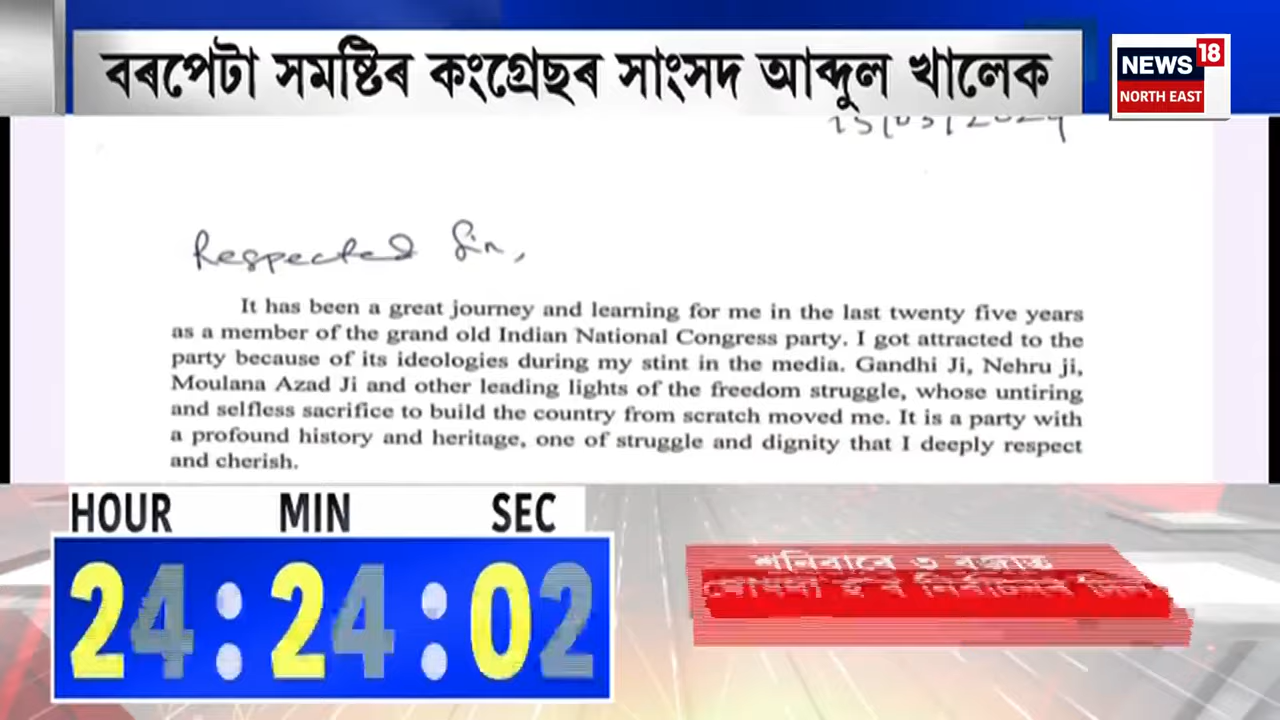 বৰপেটা সমষ্টিৰ কংগ্ৰেছৰ সাংসদ আব্দুল খালেক
NEWS 18
NORTH EAST
Respected Sir,
It has been a great journey and learning for me in the last twenty five years
as a member of the grand old Indian National Congress party. I got attracted to the
party because of its ideologies during my stint in the media. Gandhi Ji, Nehru ji,
Moulana Azad Ji and other leading lights of the freedom struggle, whose untiring
and selfless sacrifice to build the country from scratch moved me. It is a party with
a profound history and heritage, one of struggle and dignity that I deeply respect
and cherish.
HOUR MIN SEC
24:24:02
শনিবাৰে ৩ বজাত